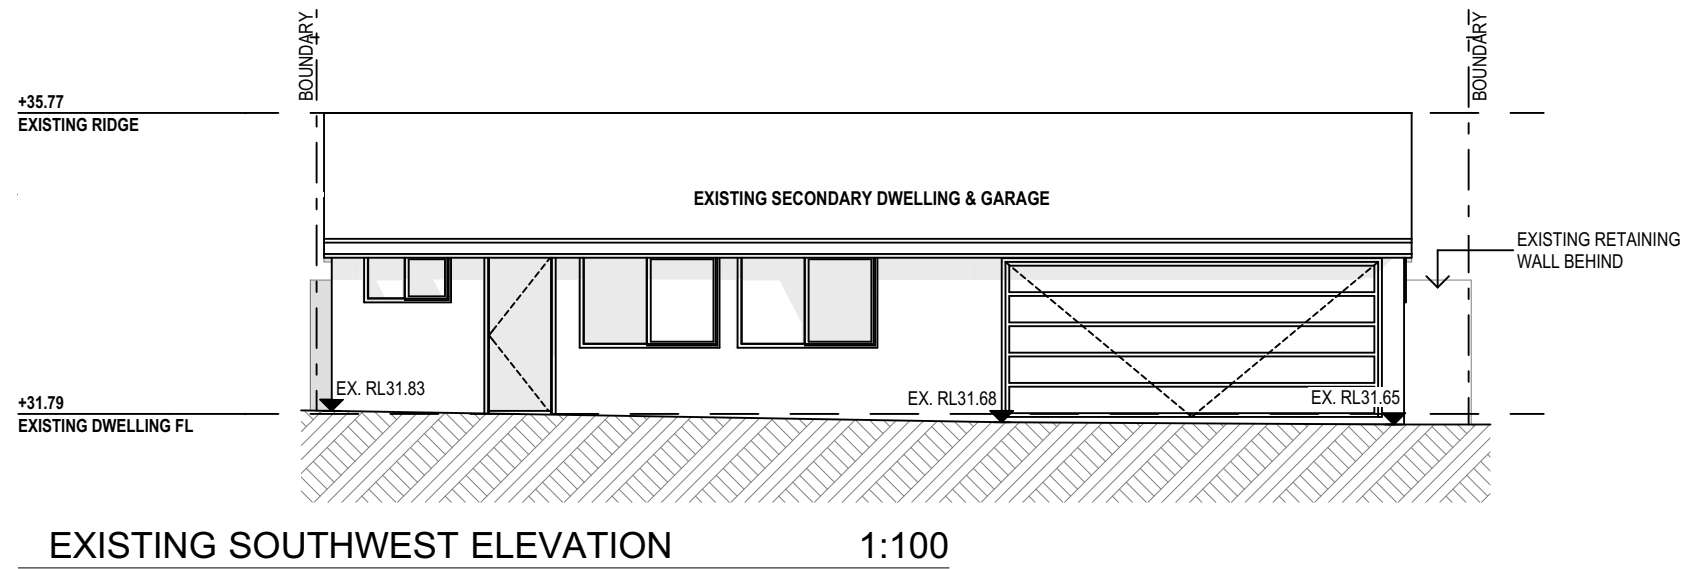 BOUNDARY
BOUNDARY
+35.77
EXISTING RIDGE
EXISTING SECONDARY DWELLING & GARAGE
EXISTING RETAINING
WALL BEHIND
EX. RL31.83
EX. RL31.68
EX. RL31.65
+31.79
EXISTING DWELLING FL
EXISTING SOUTHWEST ELEVATION 1:100